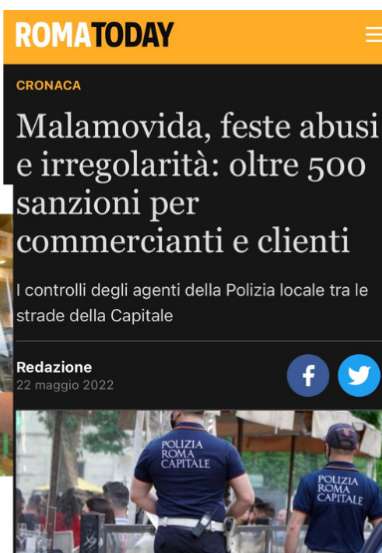 ROMATODAY
CRONACA
Malamovida, feste abusi
e irregolarità: oltre 500
sanzioni per
commercianti e clienti
I controlli degli agenti della Polizia locale tra le
strade della Capitale
Redazione
22 maggio 2022
POLIZIA
ROMA
CAPITALE
POLIZIA
ROMA
CAPITALE